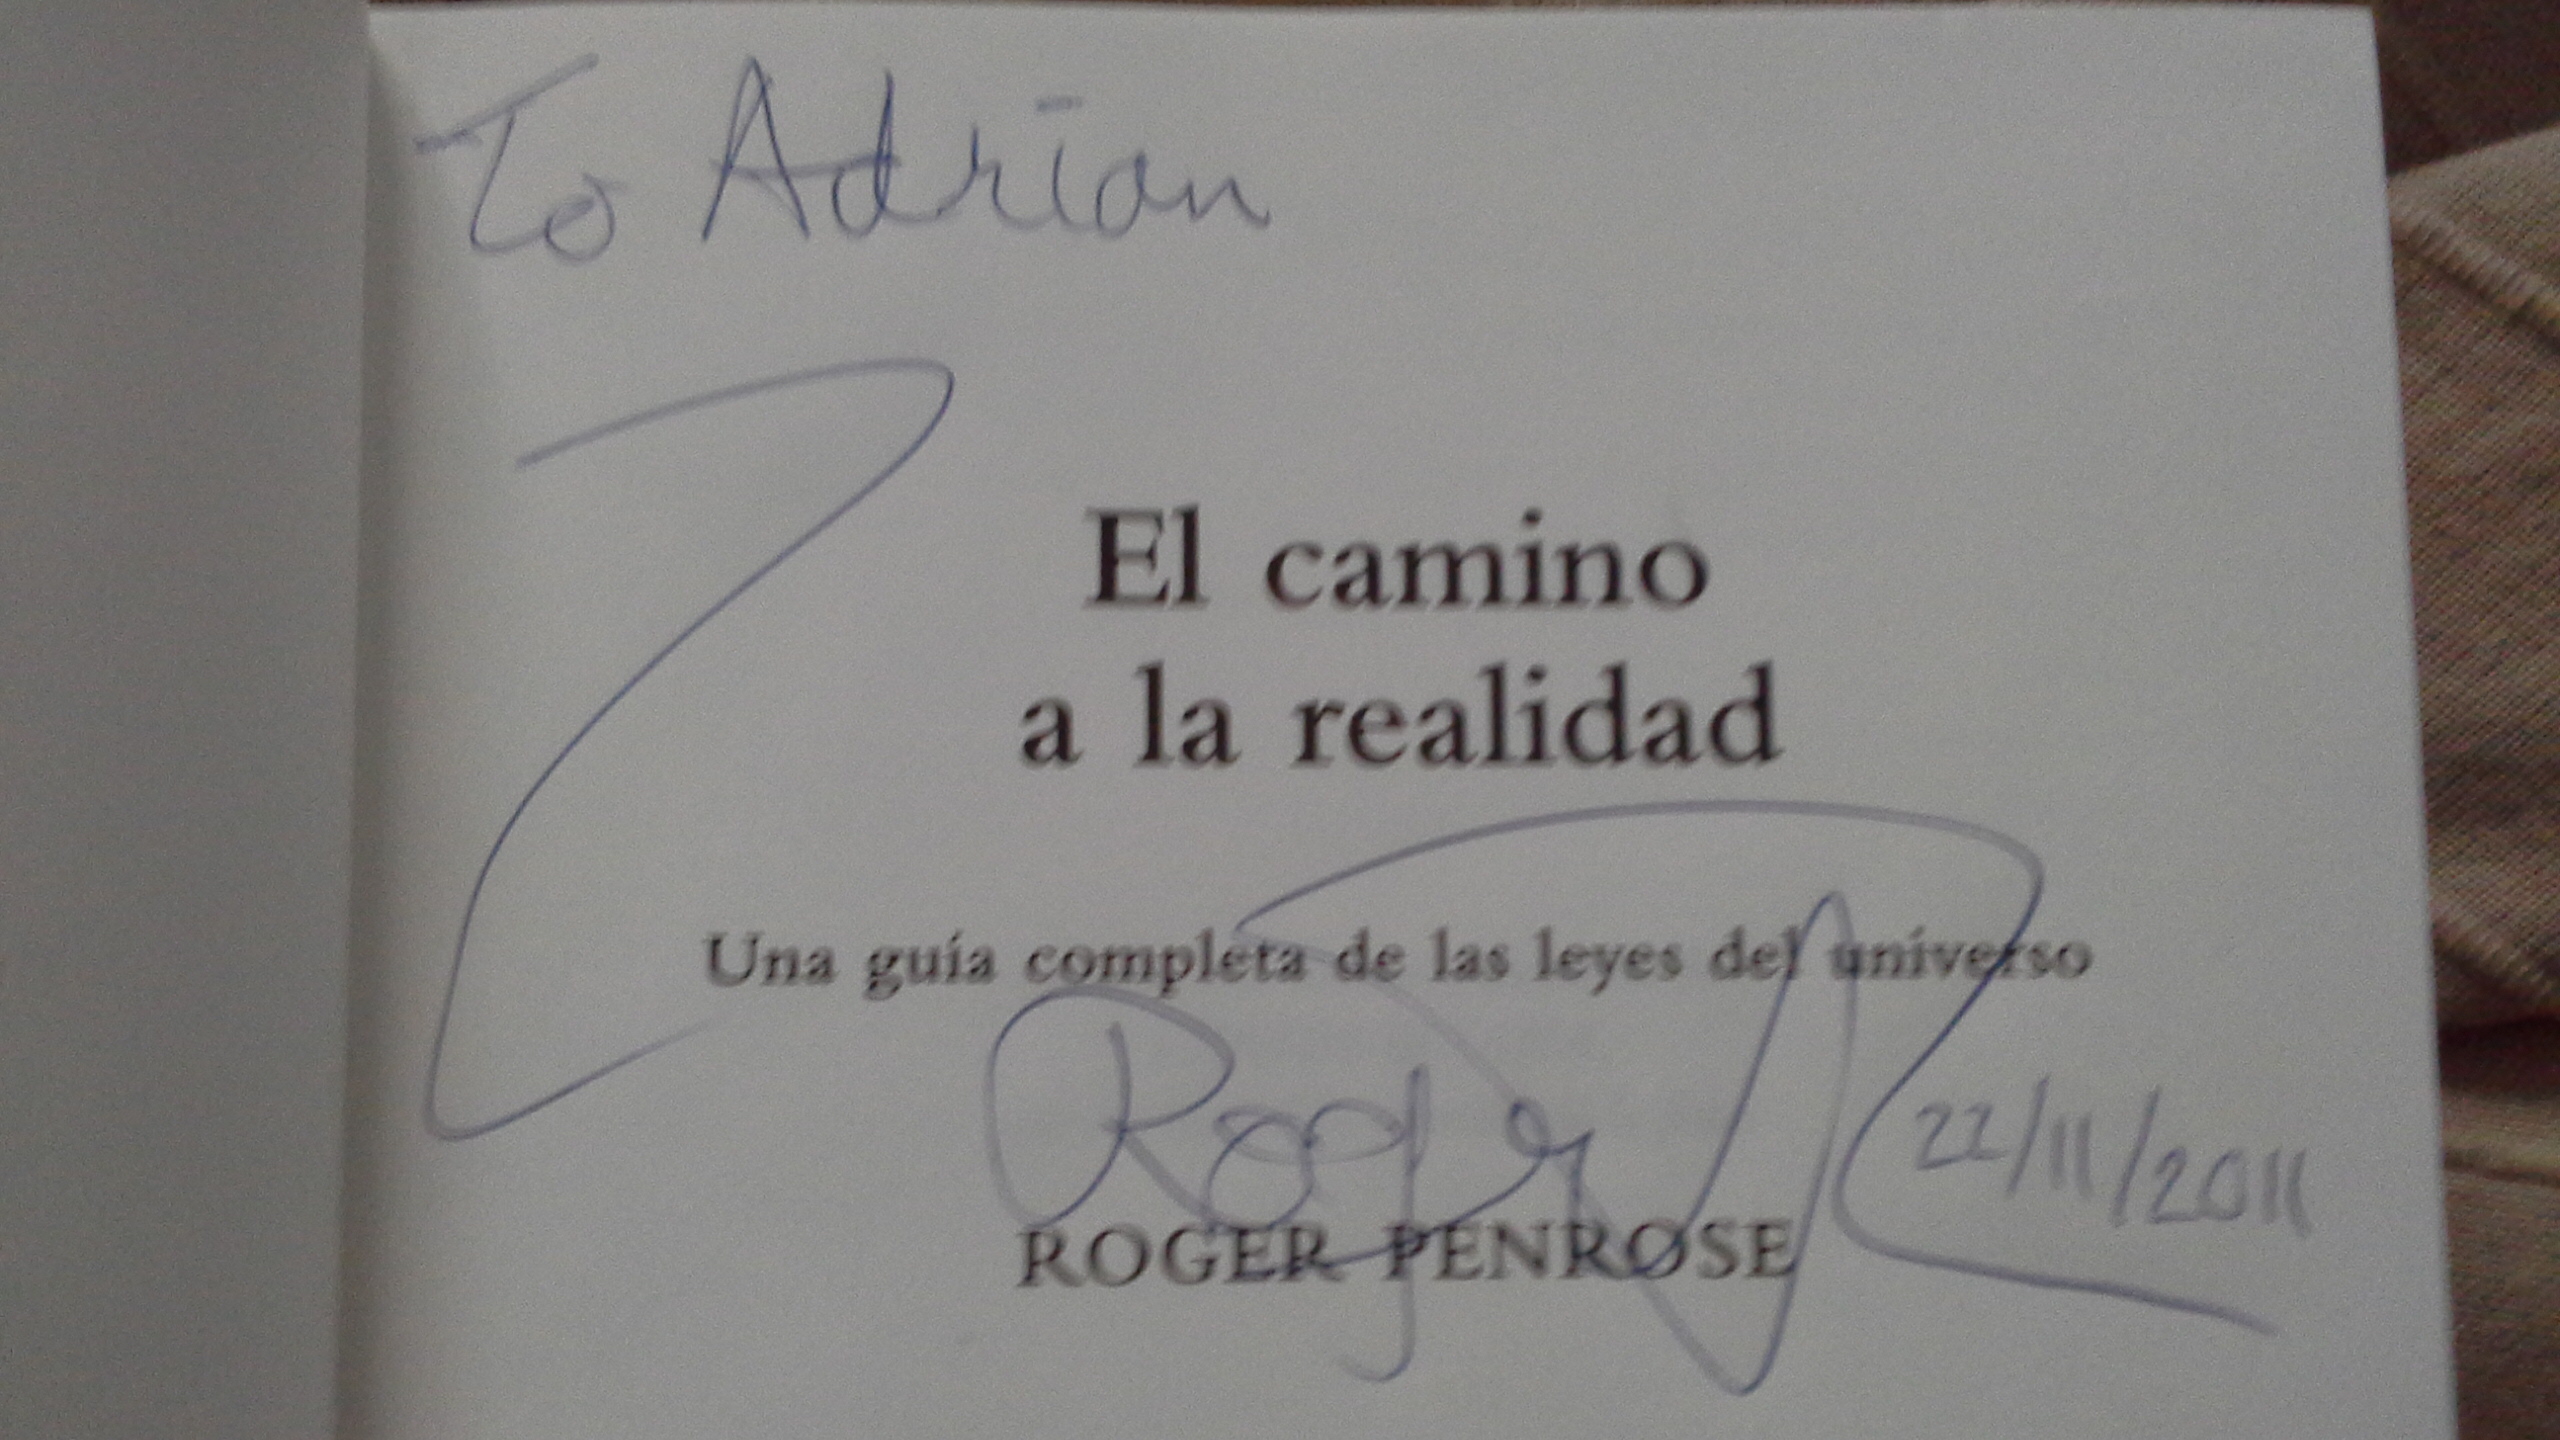 To Adrian
El camino
a la realidad
Una guía completa de las leyes del universo
Roger
22/11/2011
ROGER PENROSE